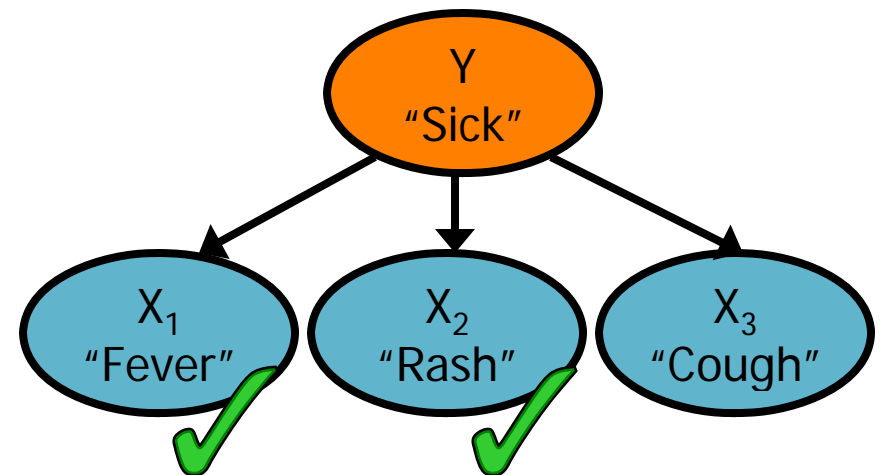 Y
"Sick"
X₁
"Fever"
X₂
"Rash"
X₃
"Cough"